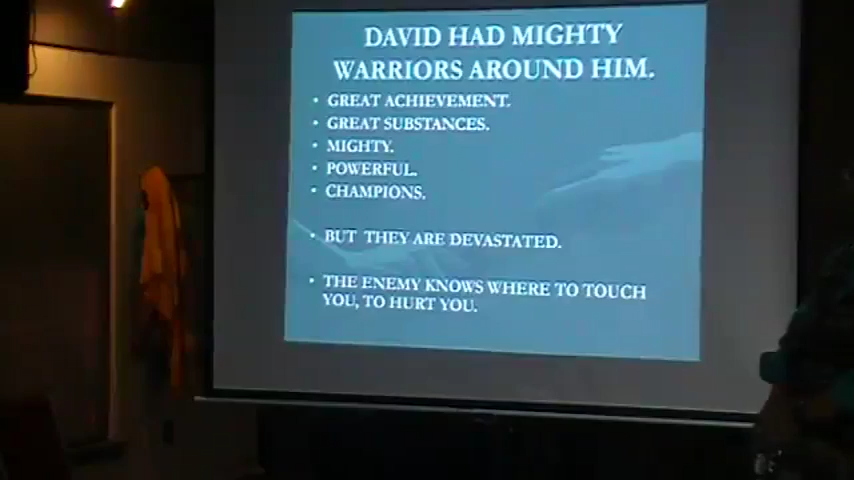 DAVID HAD MIGHTY
WARRIORS AROUND HIM.
• GREAT ACHIEVEMENT.
• GREAT SUBSTANCES.
• MIGHTY.
• POWERFUL.
• CHAMPIONS.
• BUT THEY ARE DEVASTATED.
• THE ENEMY KNOWS WHERE TO TOUCH
YOU, TO HURT YOU.